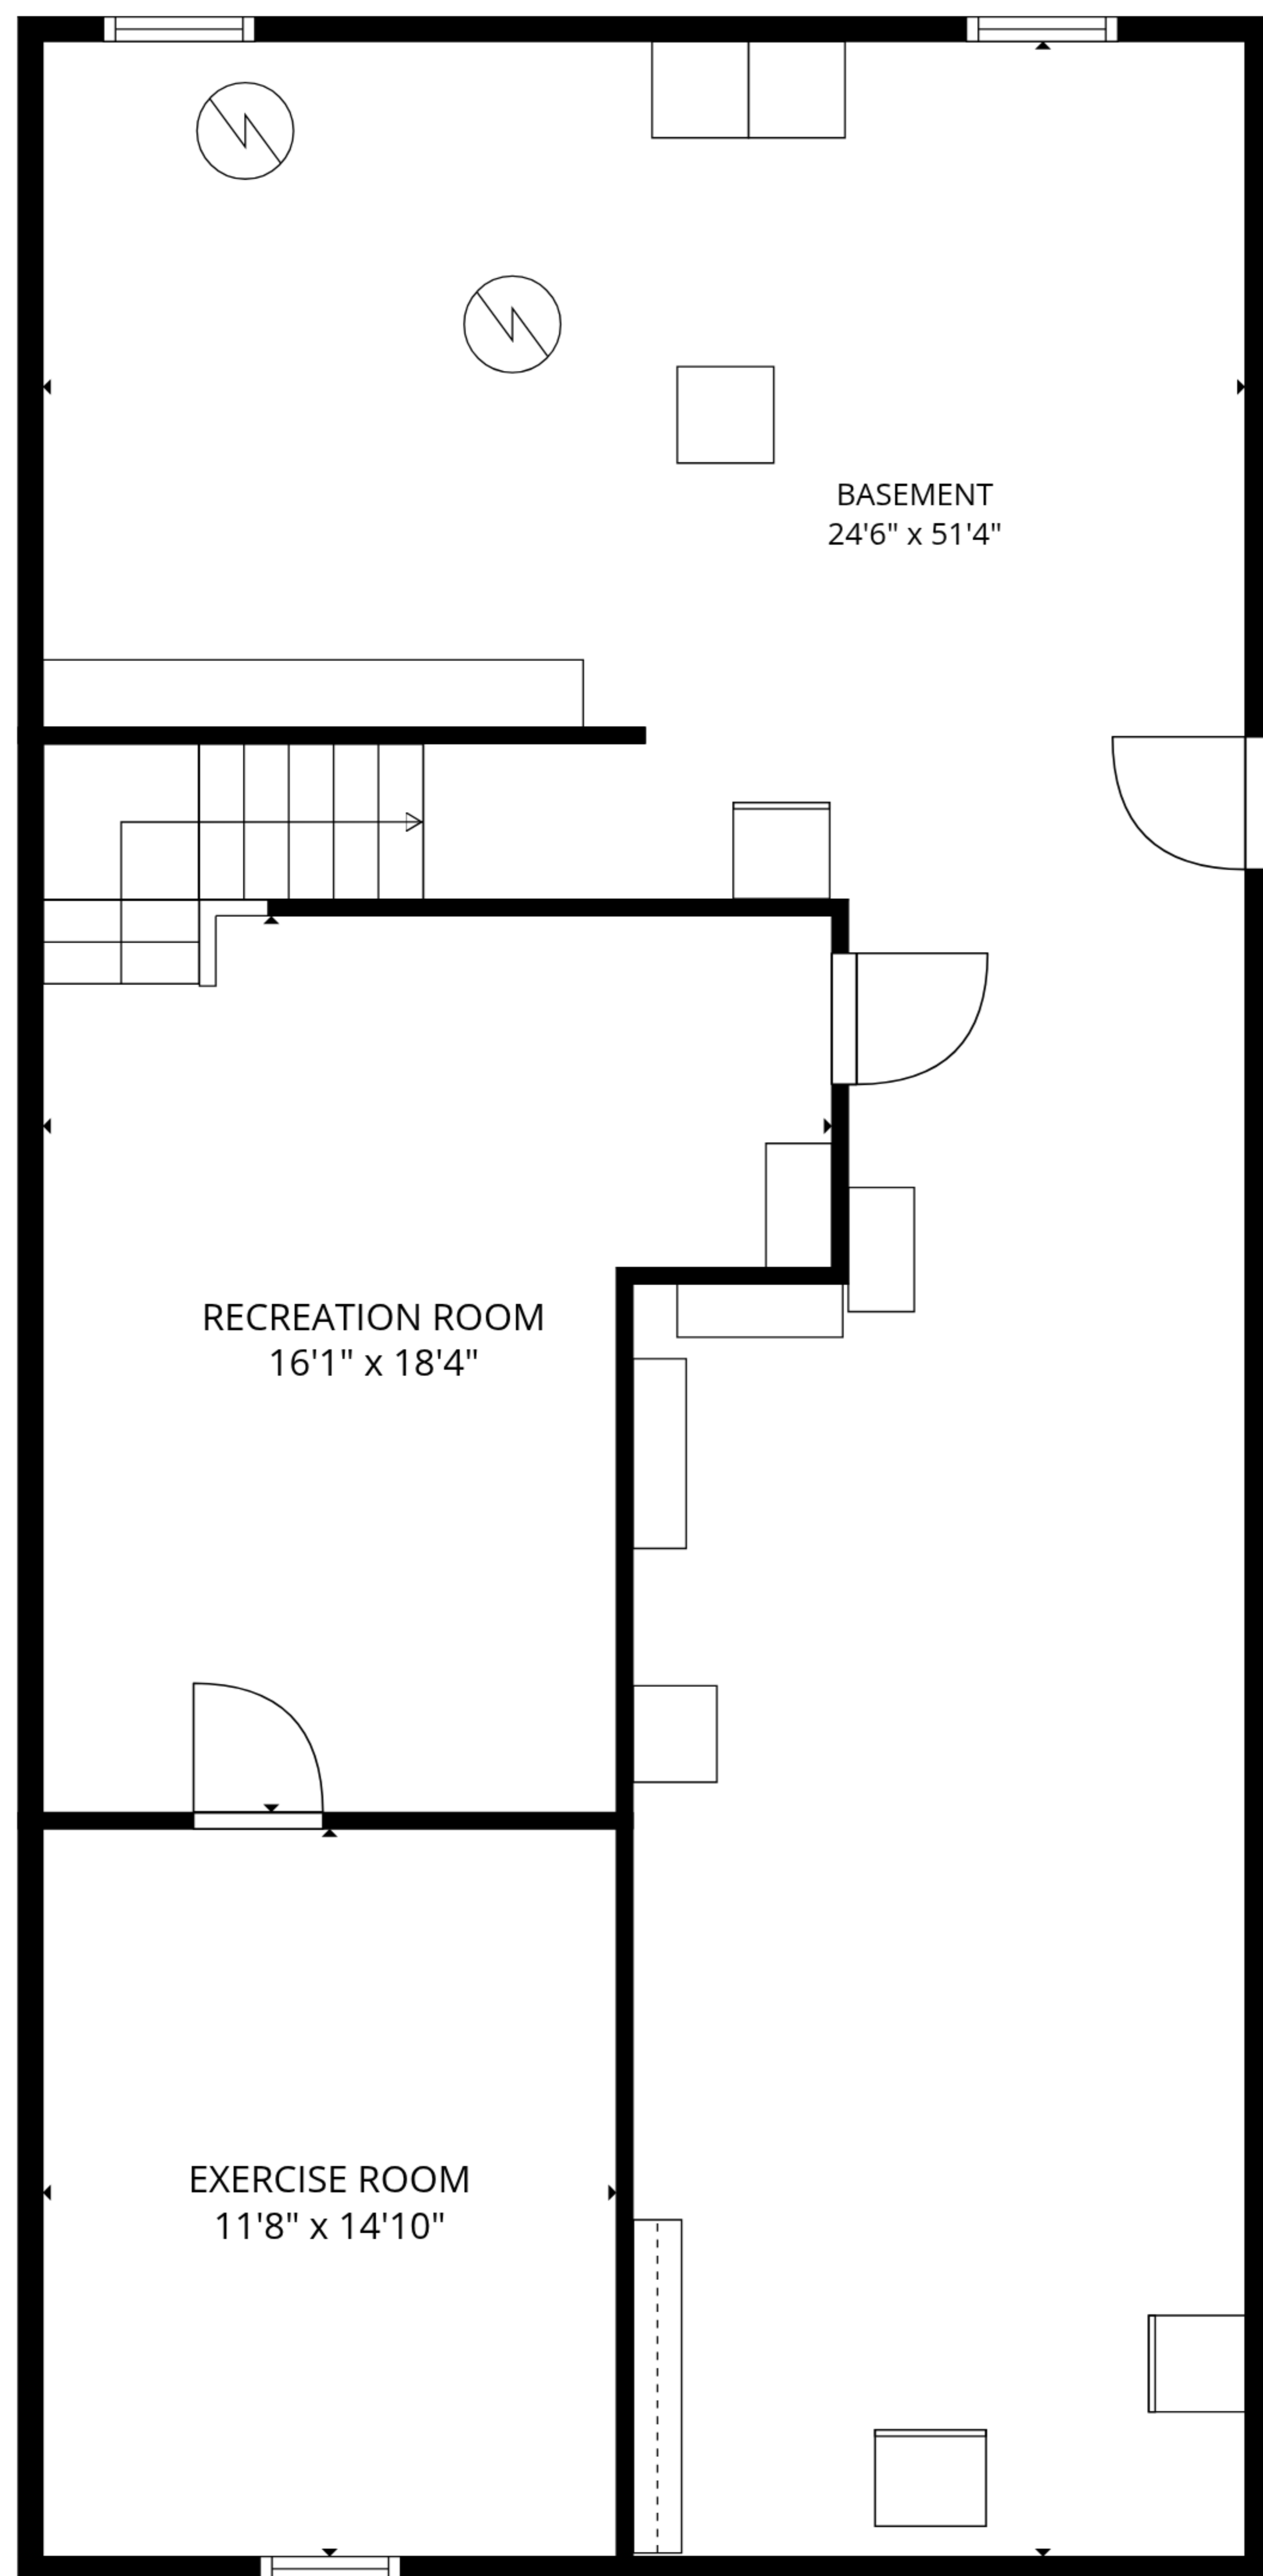 BASEMENT
24'6" x 51'4"
RECREATION ROOM
16'1" x 18'4"
EXERCISE ROOM
11'8" x 14'10"